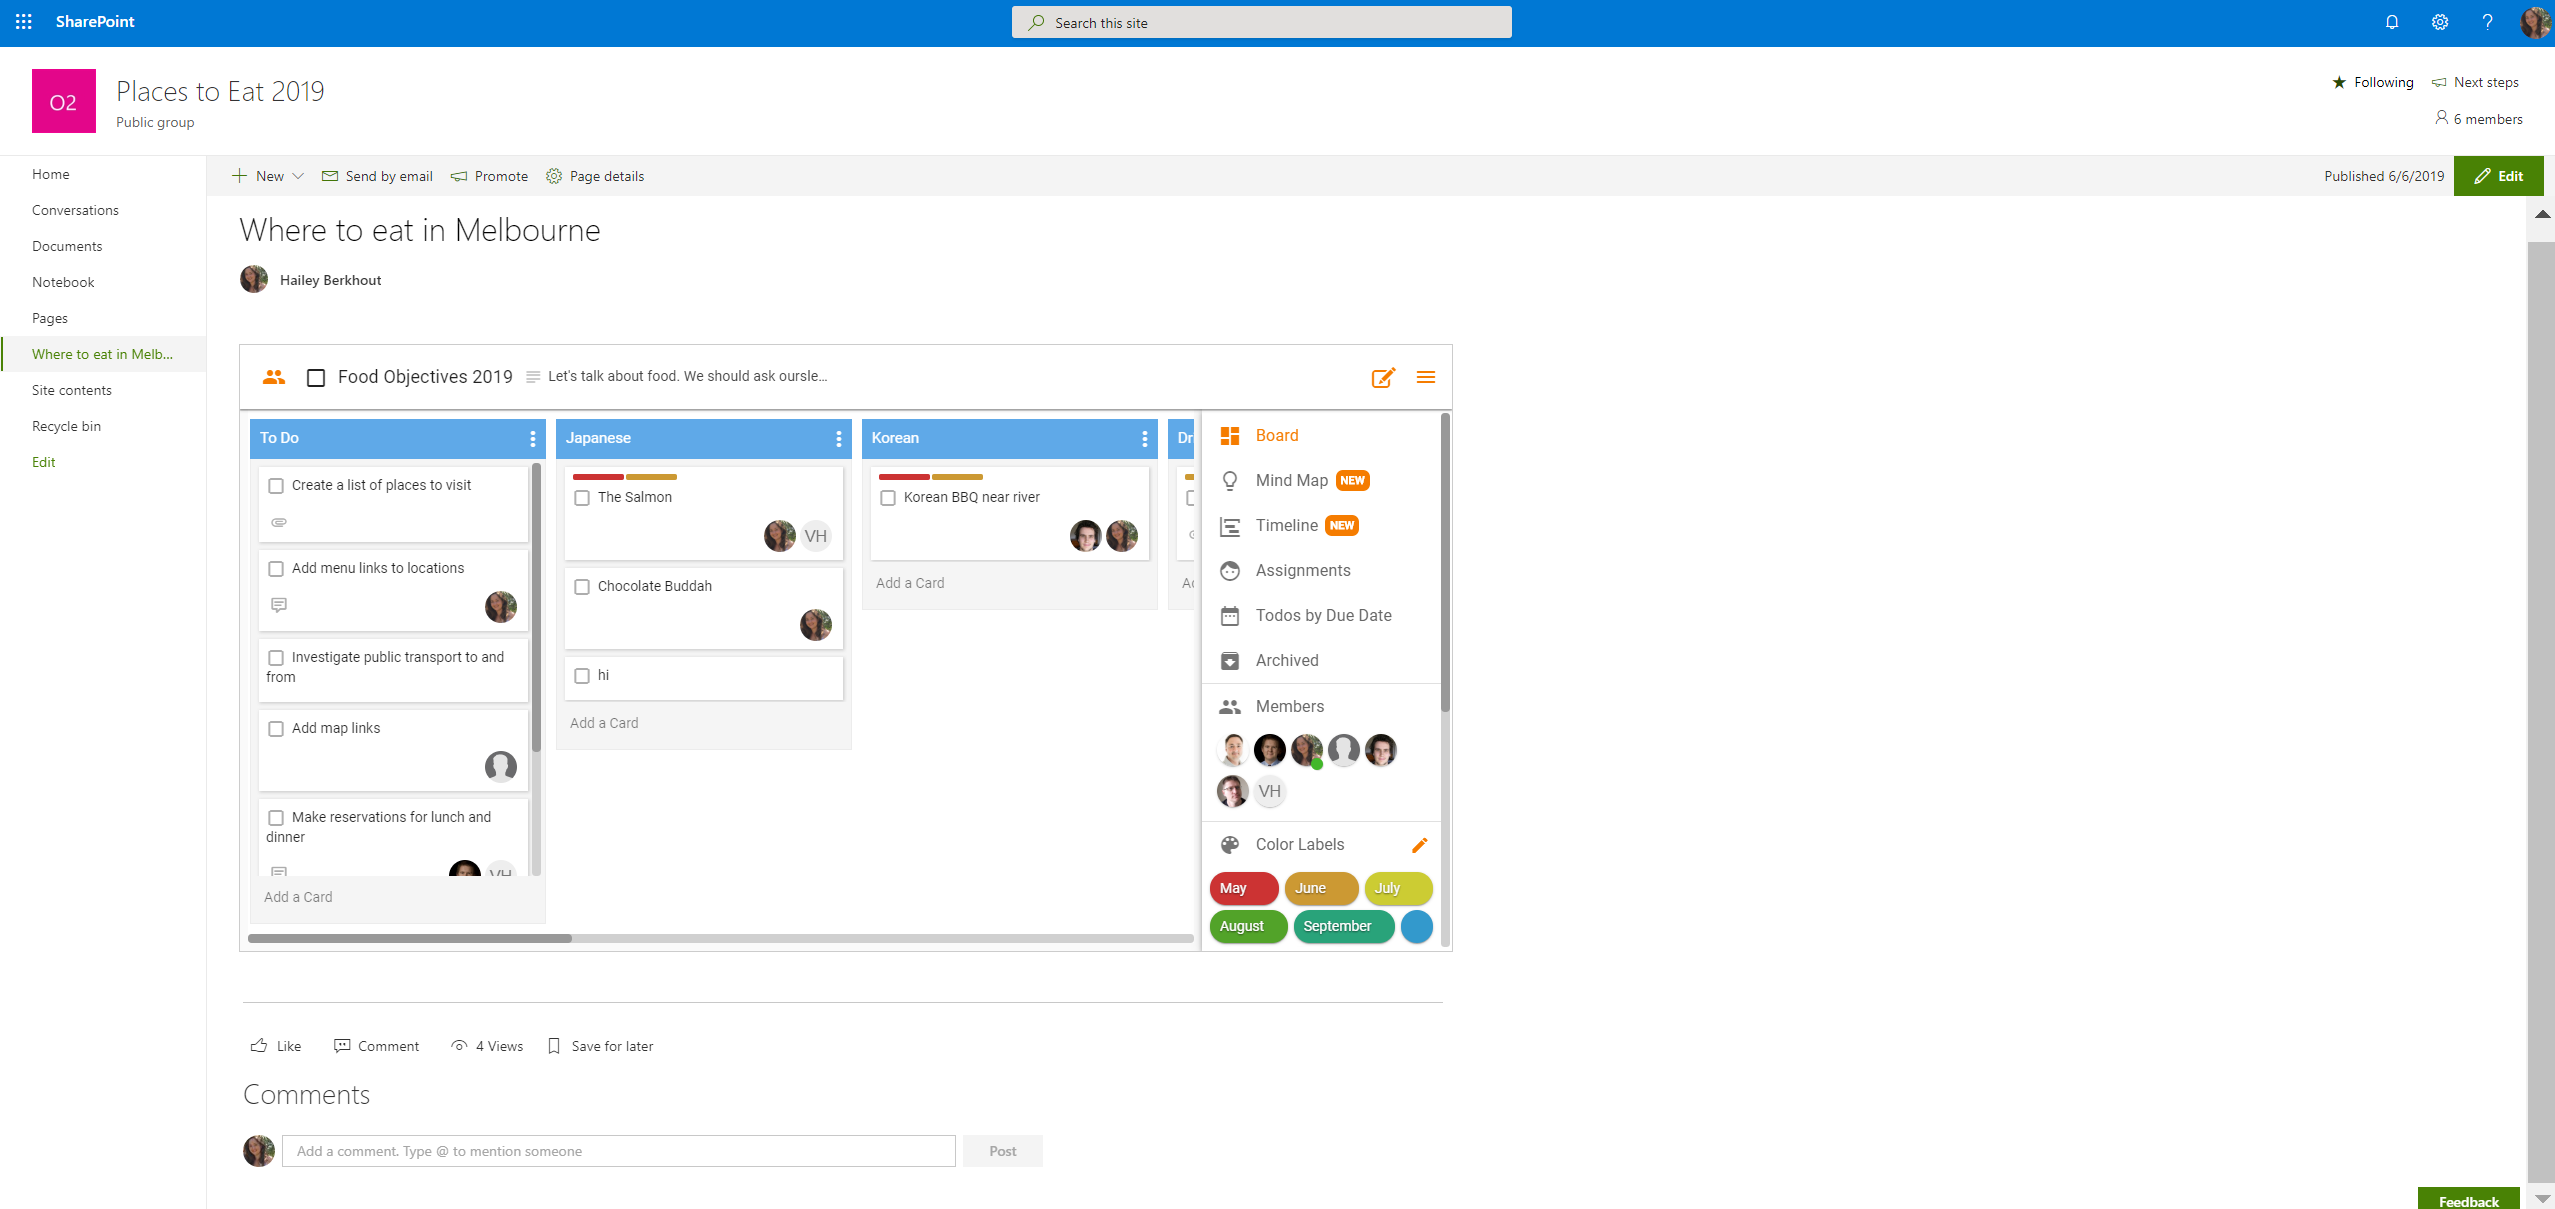 SharePoint
Search this site
O2
Places to Eat 2019
Public group
Following
Next steps
6 members
Home
Conversations
Documents
Notebook
Pages
Where to eat in Melb...
Site contents
Recycle bin
Edit
New
Send by email
Promote
Page details
Published 6/6/2019
Edit
Where to eat in Melbourne
Hailey Berkhout
Food Objectives 2019
Let's talk about food. We should ask oursle...
To Do
Create a list of places to visit
Add menu links to locations
Investigate public transport to and
from
Add map links
Make reservations for lunch and
dinner
VH
Add a Card
Japanese
The Salmon
VH
Chocolate Buddah
hi
Add a Card
Korean
Korean BBQ near river
Add a Card
Board
Mind Map NEW
Timeline NEW
Assignments
Todos by Due Date
Archived
Members
VH
Color Labels
May
June
July
August
September
Like
Comment
4 Views
Save for later
Comments
Add a comment. Type @ to mention someone
Post
Feedback